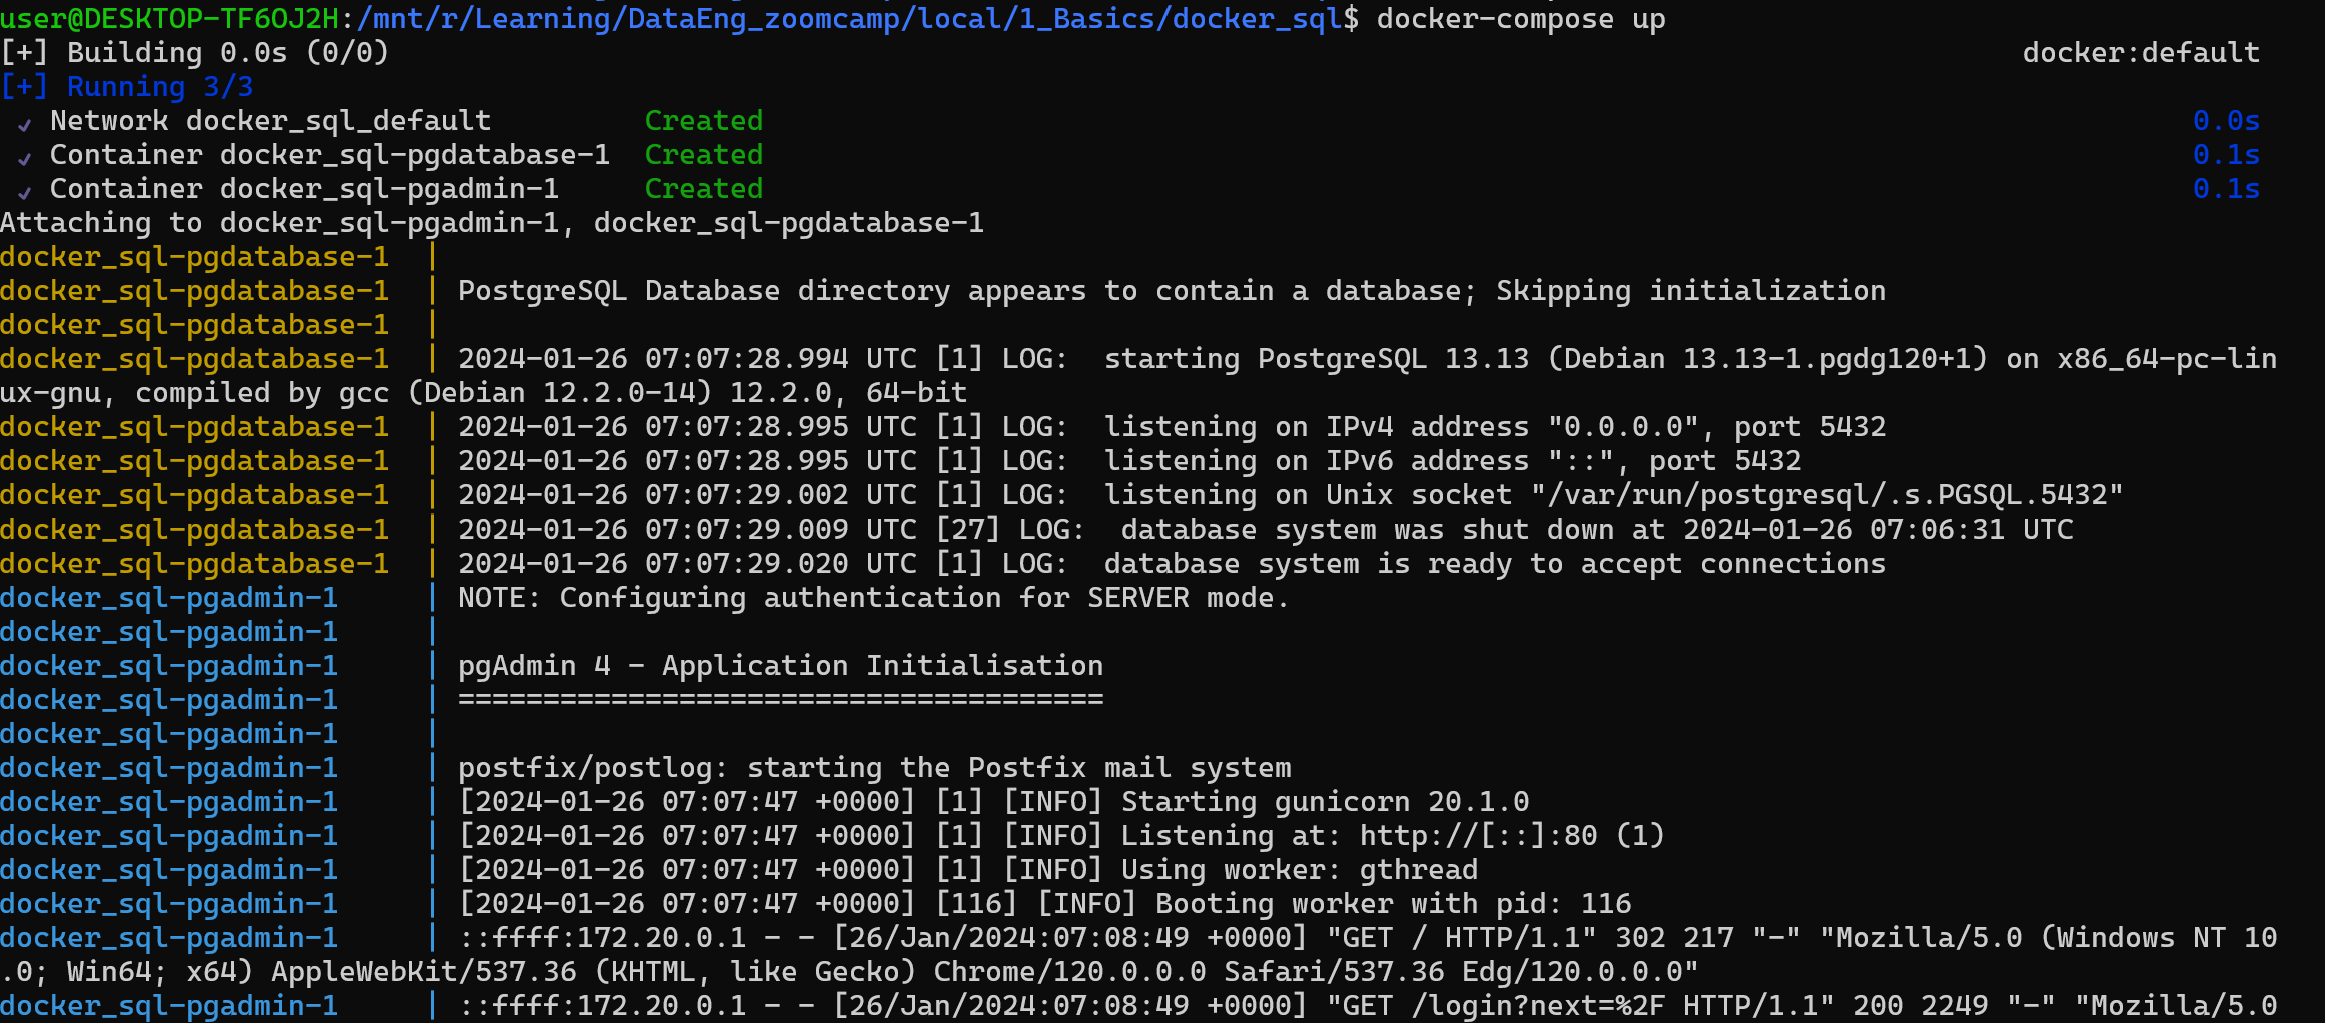 user@DESKTOP-TF6OJ2H:/mnt/r/Learning/DataEng_zoomcamp/local/1_Basics/docker_sql$ docker-compose up
[+] Building 0.0s (0/0) docker:default
[+] Running 3/3
✔ Network docker_sql_default Created 0.0s
✔ Container docker_sql-pgdatabase-1 Created 0.1s
✔ Container docker_sql-pgadmin-1 Created 0.1s
Attaching to docker_sql-pgadmin-1, docker_sql-pgdatabase-1
docker_sql-pgdatabase-1 |
docker_sql-pgdatabase-1 | PostgreSQL Database directory appears to contain a database; Skipping initialization
docker_sql-pgdatabase-1 |
docker_sql-pgdatabase-1 | 2024-01-26 07:07:28.994 UTC [1] LOG:  starting PostgreSQL 13.13 (Debian 13.13-1.pgdg120+1) on x86_64-pc-lin
ux-gnu, compiled by gcc (Debian 12.2.0-14) 12.2.0, 64-bit
docker_sql-pgdatabase-1 | 2024-01-26 07:07:28.995 UTC [1] LOG:  listening on IPv4 address "0.0.0.0", port 5432
docker_sql-pgdatabase-1 | 2024-01-26 07:07:28.995 UTC [1] LOG:  listening on IPv6 address "::", port 5432
docker_sql-pgdatabase-1 | 2024-01-26 07:07:29.002 UTC [1] LOG:  listening on Unix socket "/var/run/postgresql/.s.PGSQL.5432"
docker_sql-pgdatabase-1 | 2024-01-26 07:07:29.009 UTC [27] LOG:  database system was shut down at 2024-01-26 07:06:31 UTC
docker_sql-pgdatabase-1 | 2024-01-26 07:07:29.020 UTC [1] LOG:  database system is ready to accept connections
docker_sql-pgadmin-1 | NOTE: Configuring authentication for SERVER mode.
docker_sql-pgadmin-1 |
docker_sql-pgadmin-1 | pgAdmin 4 - Application Initialisation
docker_sql-pgadmin-1 | ======================================
docker_sql-pgadmin-1 |
docker_sql-pgadmin-1 | postfix/postlog: starting the Postfix mail system
docker_sql-pgadmin-1 | [2024-01-26 07:07:47 +0000] [1] [INFO] Starting gunicorn 20.1.0
docker_sql-pgadmin-1 | [2024-01-26 07:07:47 +0000] [1] [INFO] Listening at: http://[::]:80 (1)
docker_sql-pgadmin-1 | [2024-01-26 07:07:47 +0000] [1] [INFO] Using worker: gthread
docker_sql-pgadmin-1 | [2024-01-26 07:07:47 +0000] [116] [INFO] Booting worker with pid: 116
docker_sql-pgadmin-1 | ::ffff:172.20.0.1 - - [26/Jan/2024:07:08:49 +0000] "GET / HTTP/1.1" 302 217 "-" "Mozilla/5.0 (Windows NT 10
.0; Win64; x64) AppleWebKit/537.36 (KHTML, like Gecko) Chrome/120.0.0.0 Safari/537.36 Edg/120.0.0.0"
docker_sql-pgadmin-1 | ::ffff:172.20.0.1 - - [26/Jan/2024:07:08:49 +0000] "GET /login?next=%2F HTTP/1.1" 200 2249 "-" "Mozilla/5.0